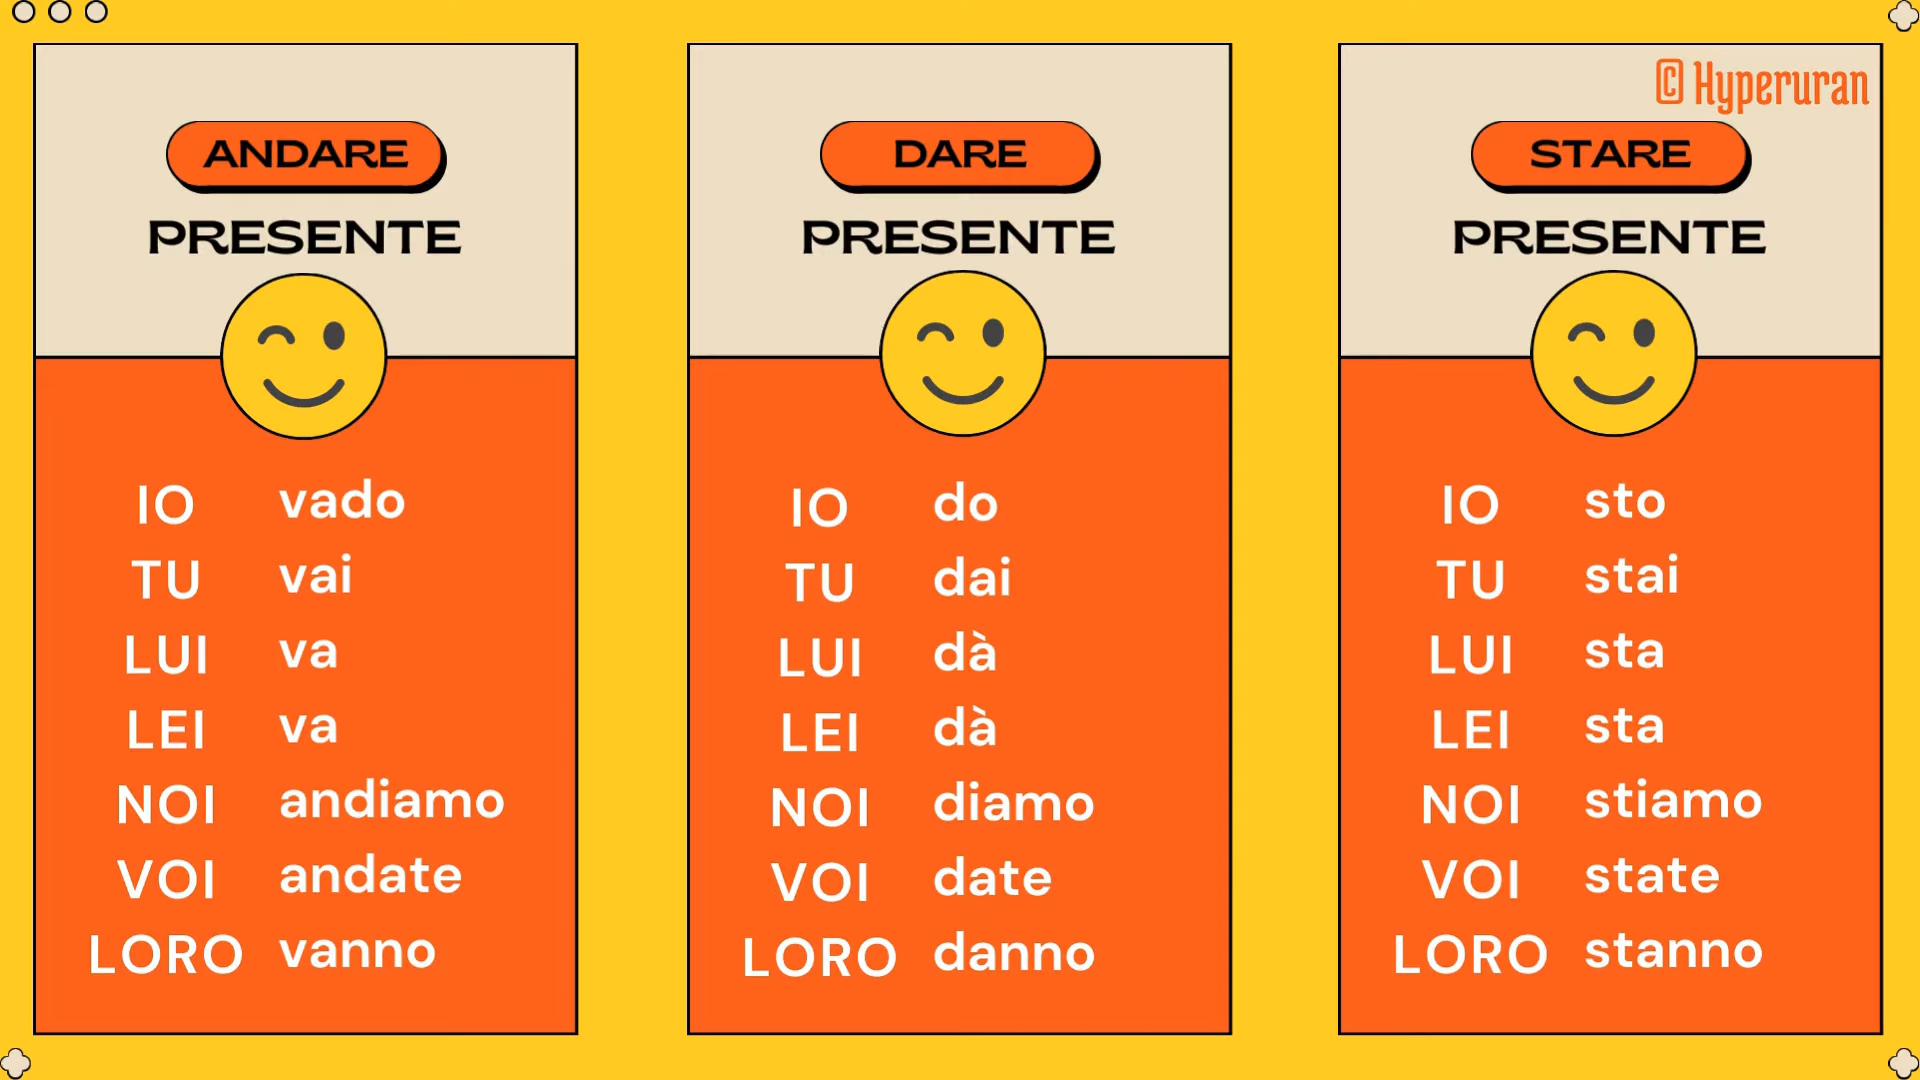 © Hyperuran
ANDARE
PRESENTE
IO vado
TU vai
LUI va
LEI va
NOI andiamo
VOI andate
LORO vanno
DARE
PRESENTE
IO do
TU dai
LUI dà
LEI dà
NOI diamo
VOI date
LORO danno
STARE
PRESENTE
IO sto
TU stai
LUI sta
LEI sta
NOI stiamo
VOI state
LORO stanno